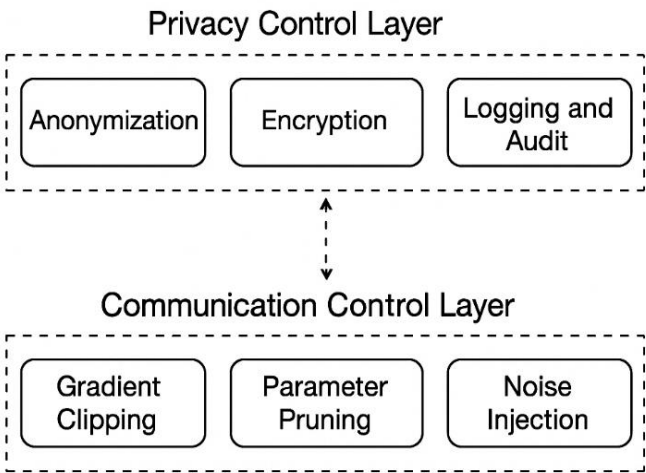 Privacy Control Layer
Anonymization
Encryption
Logging and
Audit
Communication Control Layer
Gradient
Clipping
Parameter
Pruning
Noise
Injection